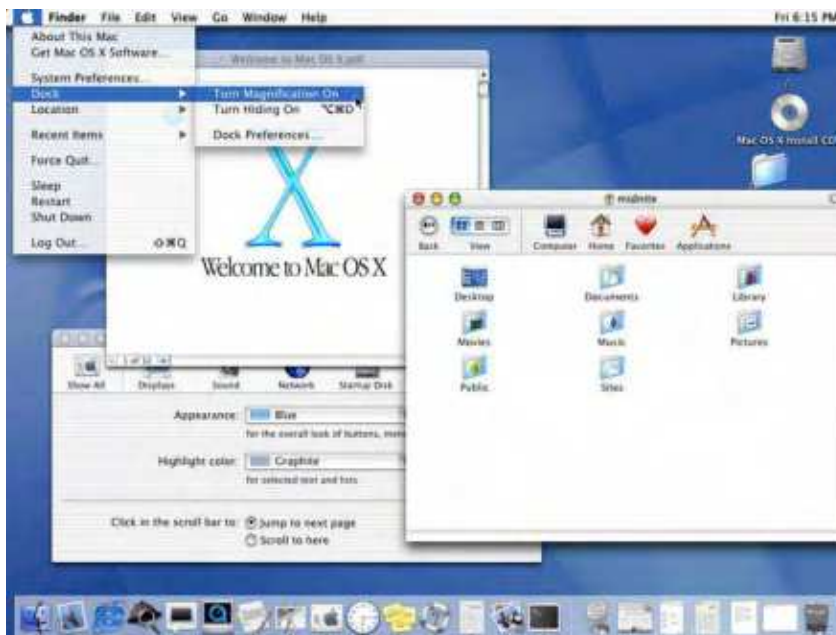 Finder File Edit View Go Window Help
Fri 6:15 PM
About This Mac
Get Mac OS X Software...
System Preferences...
Dock
Turn Magnification On
Location
Turn Hiding On ⌥⌘D
Recent Items
Dock Preferences...
Force Quit...
Sleep
Restart
Shut Down
Log Out... ⇧⌘Q
Welcome to Mac OS X.pdf
Welcome to Mac OS X
Mac OS X Install CD
midnite
Back View Computer Home Favorites Applications
Desktop Documents Library
Movies Music Pictures
Public Sites
Show All Displays Sound Network Startup Disk
Appearance: Blue
for the overall look of buttons,
Highlight color: Graphite
for selected text and lists
Click in the scroll bar to: Jump to next page
Scroll to here